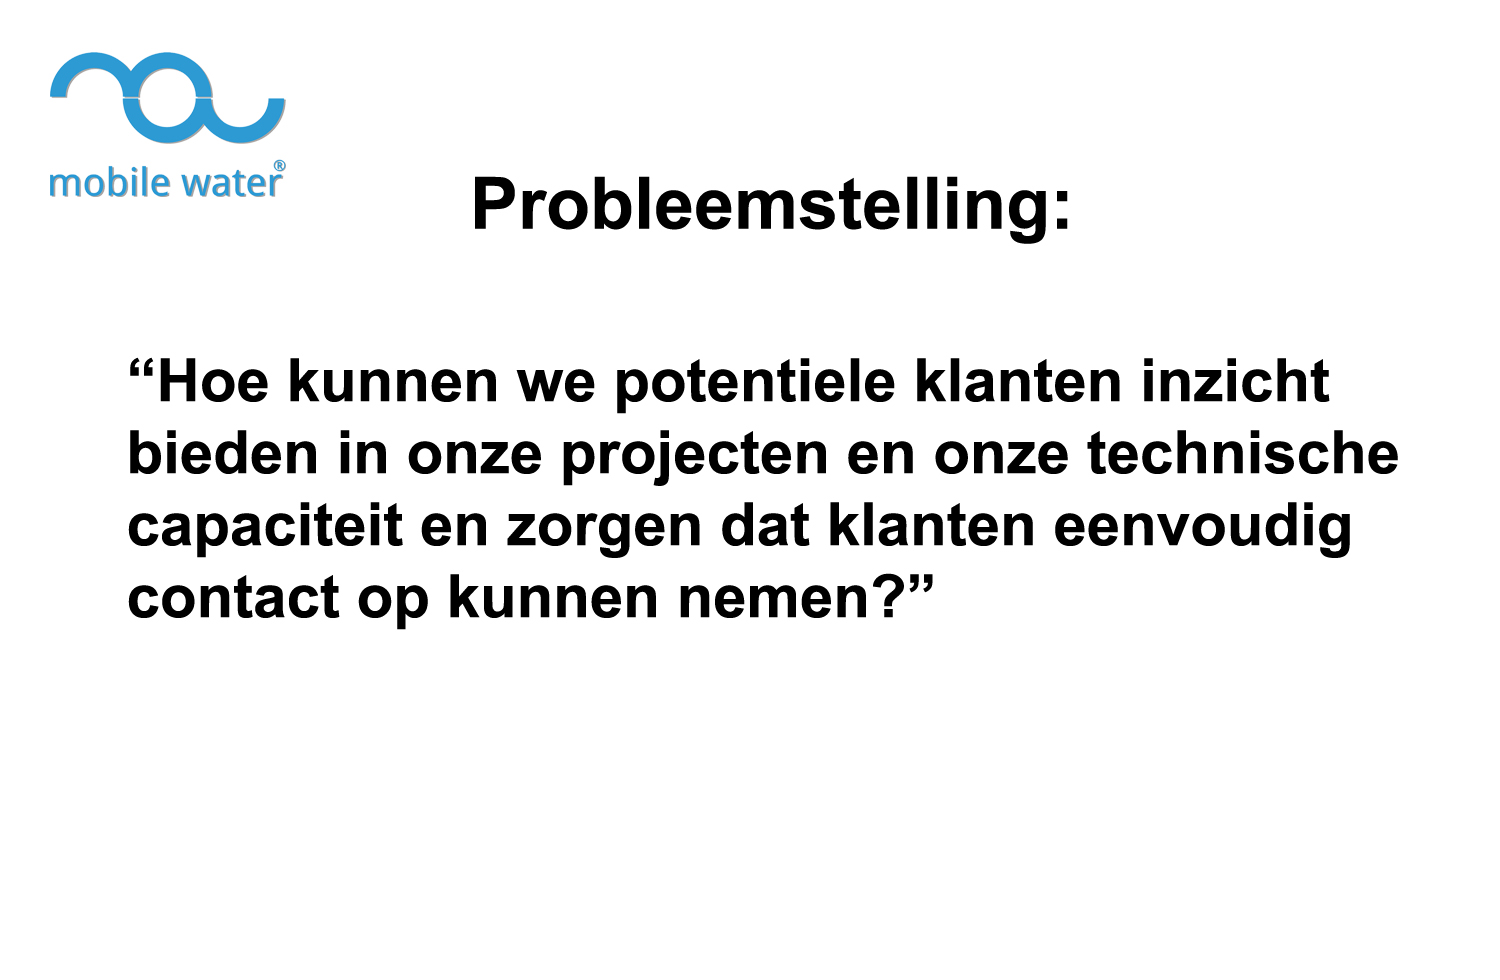 mobile water®
Probleemstelling:
“Hoe kunnen we potentiele klanten inzicht
bieden in onze projecten en onze technische
capaciteit en zorgen dat klanten eenvoudig
contact op kunnen nemen?”